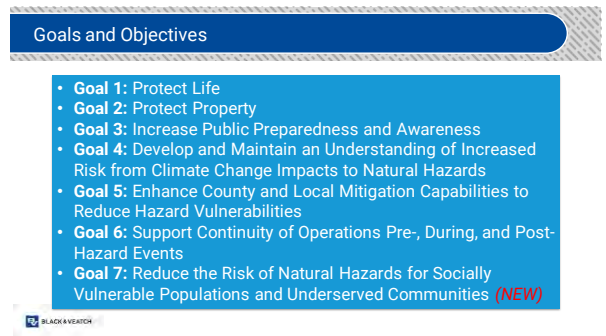 Goals and Objectives
• Goal 1: Protect Life
• Goal 2: Protect Property
• Goal 3: Increase Public Preparedness and Awareness
• Goal 4: Develop and Maintain an Understanding of Increased
Risk from Climate Change Impacts to Natural Hazards
• Goal 5: Enhance County and Local Mitigation Capabilities to
Reduce Hazard Vulnerabilities
• Goal 6: Support Continuity of Operations Pre-, During, and Post-
Hazard Events
• Goal 7: Reduce the Risk of Natural Hazards for Socially
Vulnerable Populations and Underserved Communities (NEW)
BLACK & VEATCH